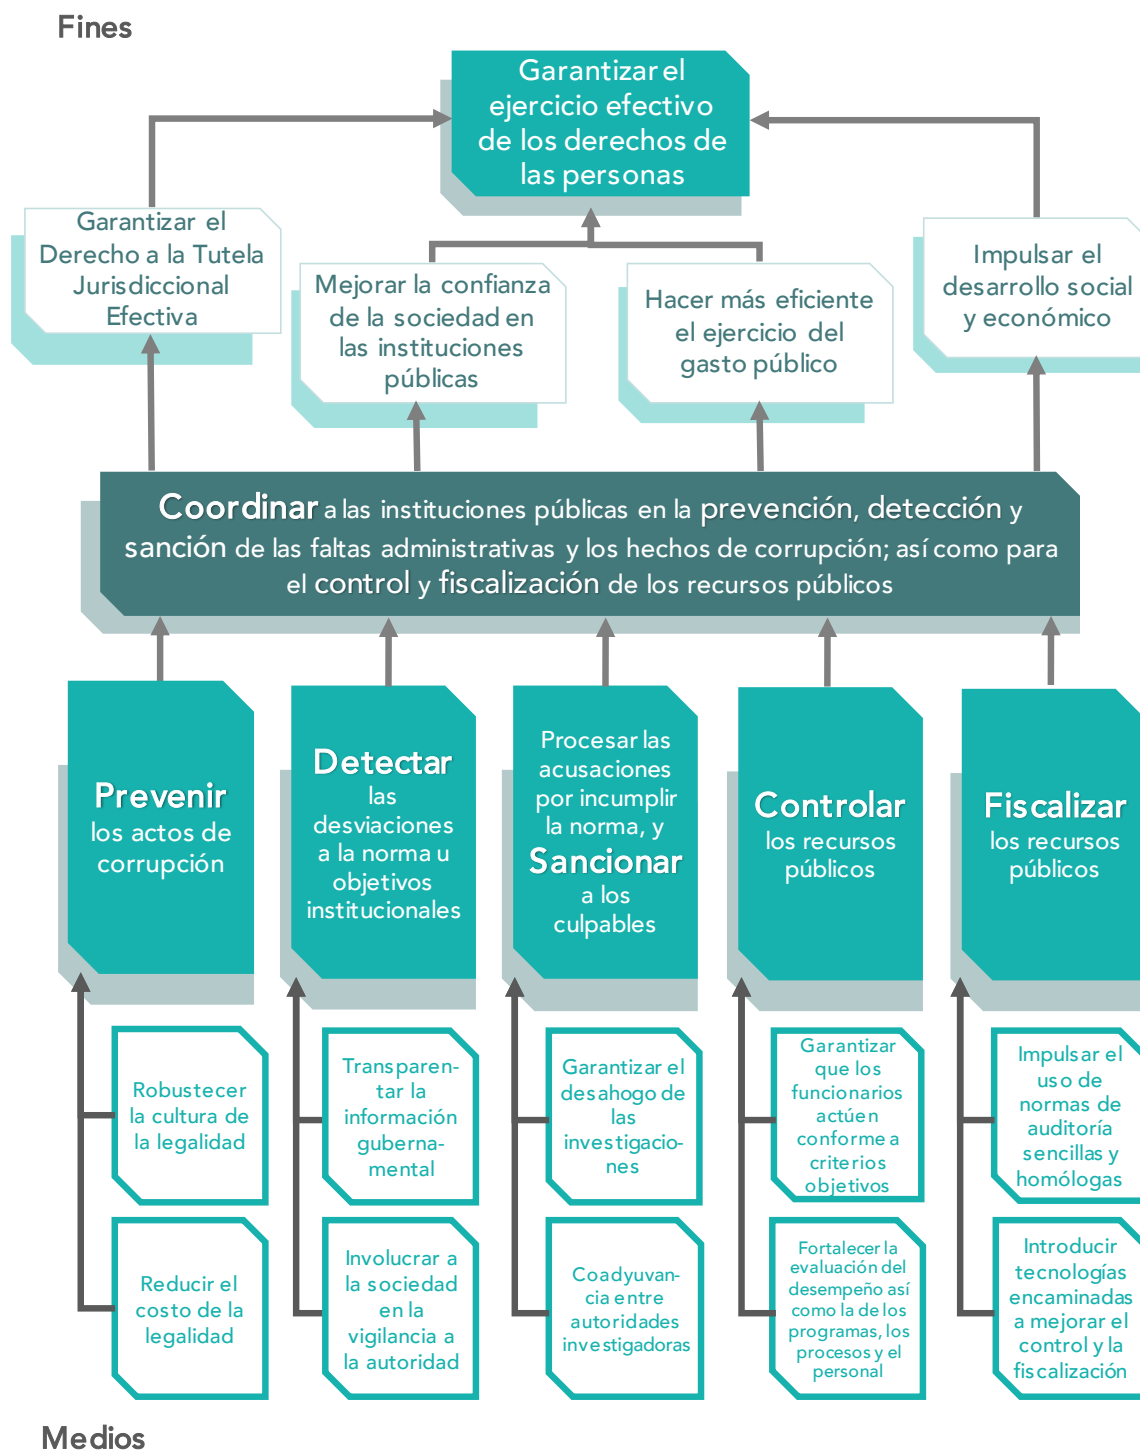 Fines
Garantizar el
ejercicio efectivo
de los derechos de
las personas
Garantizar el
Derecho a la Tutela
Jurisdiccional
Efectiva
Mejorar la confianza
de la sociedad en
las instituciones
públicas
Hacer más eficiente
el ejercicio del
gasto público
Impulsar el
desarrollo social
y económico
Coordinar a las instituciones públicas en la prevención, detección y
sanción de las faltas administrativas y los hechos de corrupción; así como para
el control y fiscalización de los recursos públicos
Prevenir
los actos de
corrupción
Detectar
las
desviaciones
a la norma u
objetivos
institucionales
Procesar las
acusaciones
por incumplir
la norma, y
Sancionar
a los
culpables
Controlar
los recursos
públicos
Fiscalizar
los recursos
públicos
Robustecer
la cultura de
la legalidad
Transparen-
tar la
información
guberna-
mental
Garantizar el
desahogo de
las
investigacio-
nes
Garantizar
que los
funcionarios
actúen
conforme a
criterios
objetivos
Impulsar el
uso de
normas de
auditoría
sencillas y
homólogas
Reducir el
costo de la
legalidad
Involucrar a
la sociedad
en la
vigilancia a
la autoridad
Coadyuvan-
cia entre
autoridades
investigadoras
Fortalecer la
evaluación del
desempeño así
como la de los
programas, los
procesos y el
personal
Introducir
tecnologías
encaminadas
a mejorar el
control y la
fiscalización
Medios